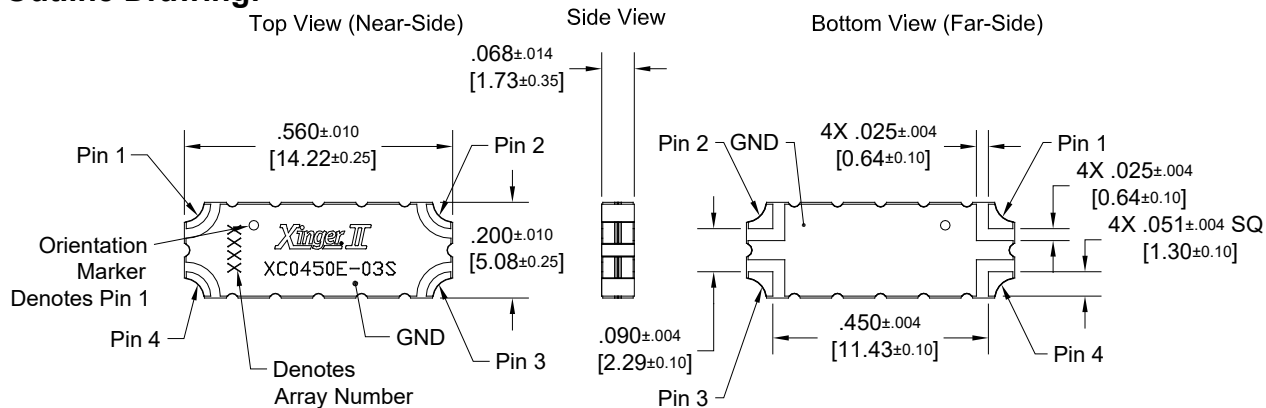 Outline Drawing:
Top View (Near-Side)
Side View
Bottom View (Far-Side)
.068±.014
[1.73±0.35]
.560±.010
[14.22±0.25]
Pin 1
Pin 2
Orientation
Marker
Denotes Pin 1
Xinger II
XC0450E-03S
XXXX
.200±.010
[5.08±0.25]
Pin 4
GND
Pin 3
Denotes
Array Number
Pin 2
GND
4X .025±.004
[0.64±0.10]
Pin 1
4X .025±.004
[0.64±0.10]
4X .051±.004 SQ
[1.30±0.10]
.090±.004
[2.29±0.10]
.450±.004
[11.43±0.10]
Pin 4
Pin 3